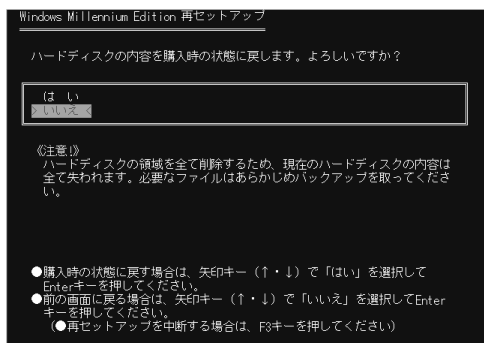 Windows Millennium Edition 再セットアップ
ハードディスクの内容を購入時の状態に戻します。よろしいですか？
は　い
> いいえ <
《注意!》
ハードディスクの領域を全て削除するため、現在のハードディスクの内容は
全て失われます。必要なファイルはあらかじめバックアップを取ってくださ
い。
●購入時の状態に戻す場合は、矢印キー（↑・↓）で「はい」を選択して
Enterキーを押してください。
●前の画面に戻る場合は、矢印キー（↑・↓）で「いいえ」を選択してEnter
キーを押してください。
（●再セットアップを中断する場合は、F3キーを押してください）